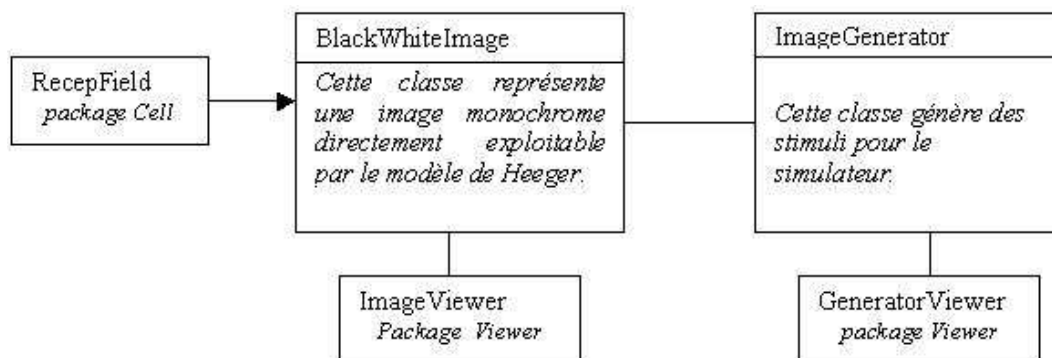 RecepField
package Cell
BlackWhiteImage
Cette classe représente
une image monochrome
directement exploitable
par le modèle de Heeger.
ImageGenerator
Cette classe génère des
stimuli pour le
simulateur.
ImageViewer
Package Viewer
GeneratorViewer
package Viewer